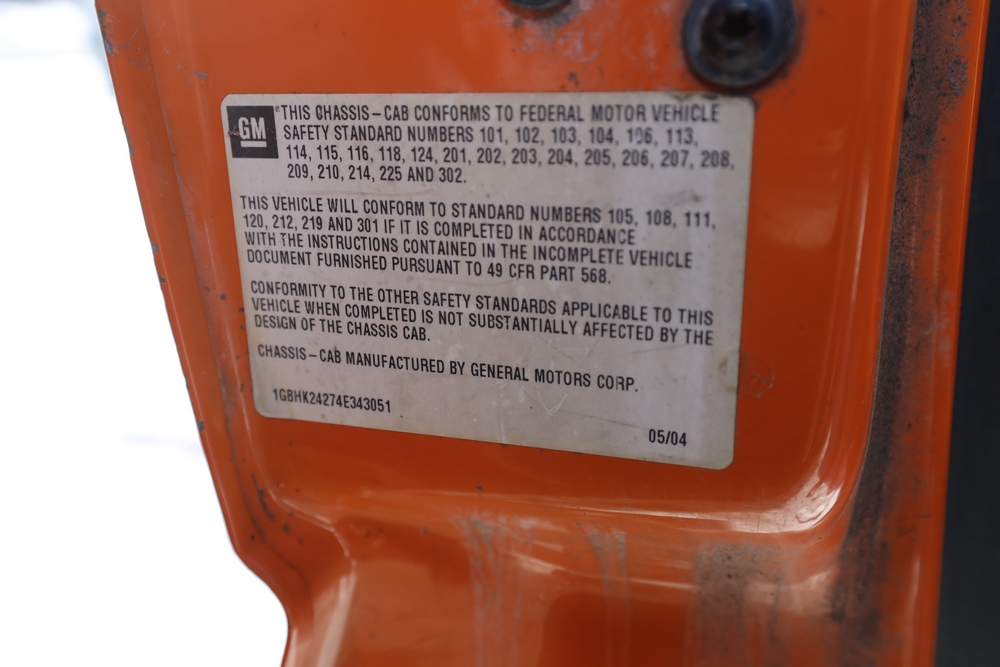 GM
THIS CHASSIS-CAB CONFORMS TO FEDERAL MOTOR VEHICLE
SAFETY STANDARD NUMBERS 101, 102, 103, 104, 106, 113,
114, 115, 116, 118, 124, 201, 202, 203, 204, 205, 206, 207, 208,
209, 210, 214, 225 AND 302.
THIS VEHICLE WILL CONFORM TO STANDARD NUMBERS 105, 108, 111,
120, 212, 219 AND 301 IF IT IS COMPLETED IN ACCORDANCE
WITH THE INSTRUCTIONS CONTAINED IN THE INCOMPLETE VEHICLE
DOCUMENT FURNISHED PURSUANT TO 49 CFR PART 568.
CONFORMITY TO THE OTHER SAFETY STANDARDS APPLICABLE TO THIS
VEHICLE WHEN COMPLETED IS NOT SUBSTANTIALLY AFFECTED BY THE
DESIGN OF THE CHASSIS CAB.
CHASSIS-CAB MANUFACTURED BY GENERAL MOTORS CORP.
1GBHK24274E343051
05/04